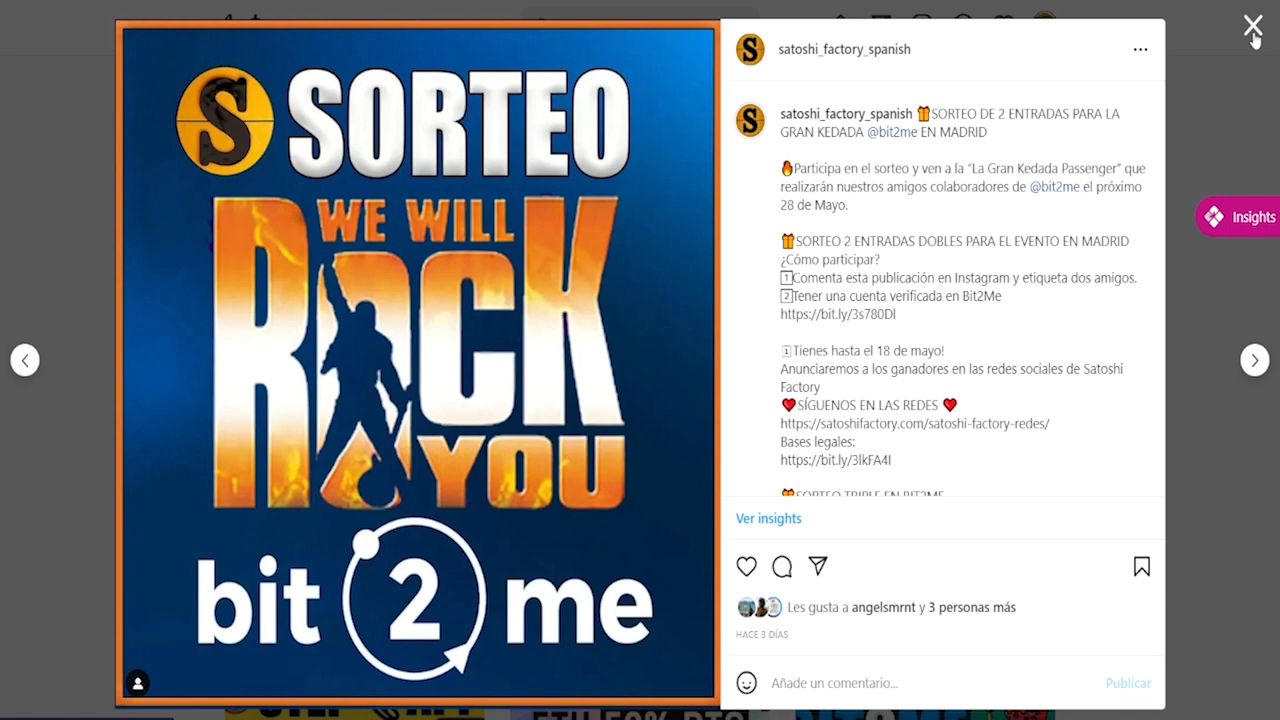 S SORTEO
WE WILL
ROCK
YOU
bit 2 me
satoshi_factory_spanish
...
S
satoshi_factory_spanish 🎁SORTEO DE 2 ENTRADAS PARA LA
GRAN KEDADA @bit2me EN MADRID
🔥Participa en el sorteo y ven a la “La Gran Kedada Passenger” que
realizarán nuestros amigos colaboradores de @bit2me el próximo
28 de Mayo.
🎁SORTEO 2 ENTRADAS DOBLES PARA EL EVENTO EN MADRID
¿Cómo participar?
1️⃣Comenta esta publicación en Instagram y etiqueta dos amigos.
2️⃣Tener una cuenta verificada en Bit2Me
https://bit.ly/3s780Dl
🗓Tienes hasta el 18 de mayo!
Anunciaremos a los ganadores en las redes sociales de Satoshi
Factory
❤️SÍGUENOS EN LAS REDES ❤️
https://satoshifactory.com/satoshi-factory-redes/
Bases legales:
https://bit.ly/3lkFA4I
🎁SORTEO TRIPLE EN BIT2ME
Ver insights
Les gusta a angelsmrnt y 3 personas más
HACE 3 DÍAS
Añade un comentario...
Publicar
Insights